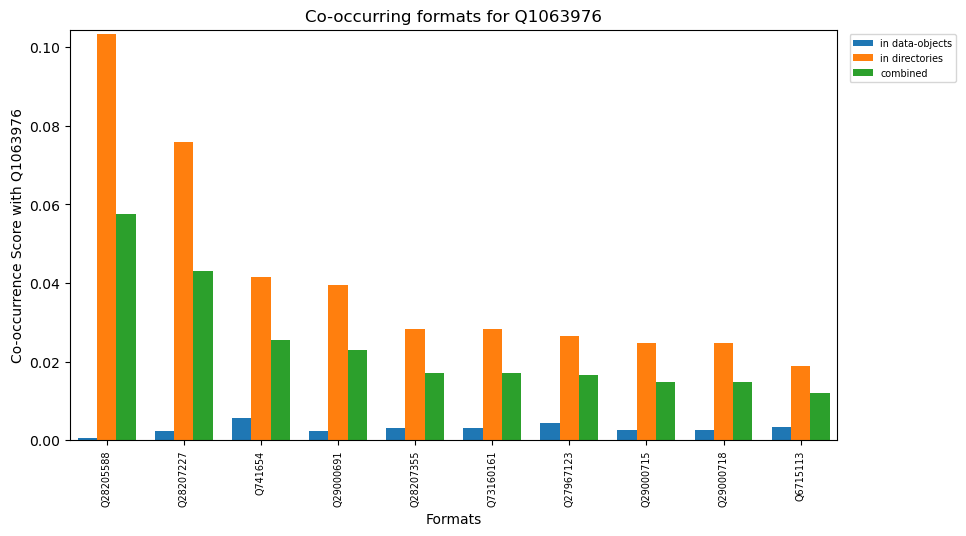 Co-occurring formats for Q1063976
in data-objects
in directories
combined
Co-occurrence Score with Q1063976
0.10
0.08
0.06
0.04
0.02
0.00
Q28205588
Q28207227
Q741654
Q29000691
Q28207355
Q73160161
Q27967123
Q29000715
Q29000718
Q6715113
Formats